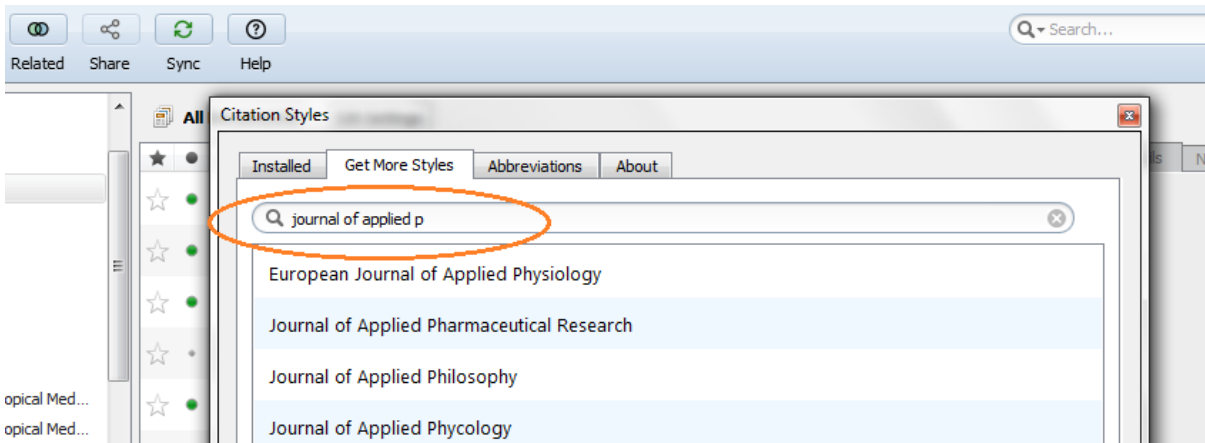 Search...
Related Share Sync Help
All
Citation Styles
Installed Get More Styles Abbreviations About
ls N
journal of applied p
European Journal of Applied Physiology
Journal of Applied Pharmaceutical Research
Journal of Applied Philosophy
opical Med...
Journal of Applied Phycology
opical Med...